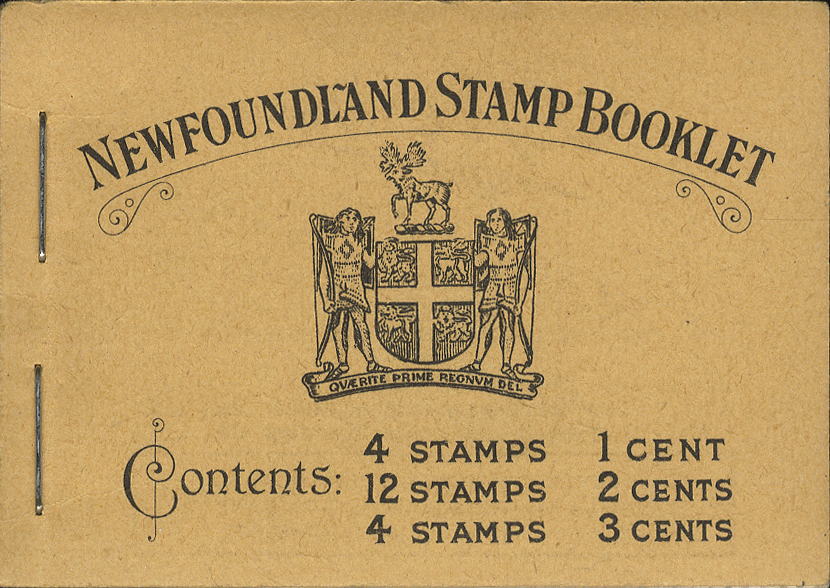 NEWFOUNDLAND STAMP BOOKLET
QVÆRITE PRIME REGNVM DEI
Contents:
4 STAMPS 1 CENT
12 STAMPS 2 CENTS
4 STAMPS 3 CENTS